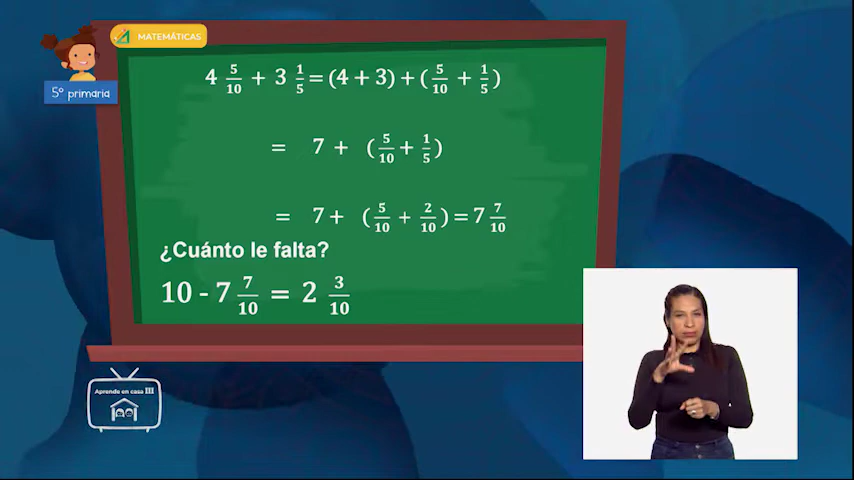 MATEMÁTICAS
5º primaria
4 5/10 + 3 1/5 = (4 + 3) + (5/10 + 1/5)
= 7 + (5/10 + 1/5)
= 7 + (5/10 + 2/10) = 7 7/10
¿Cuánto le falta?
10 - 7 7/10 = 2 3/10
Aprende en casa III